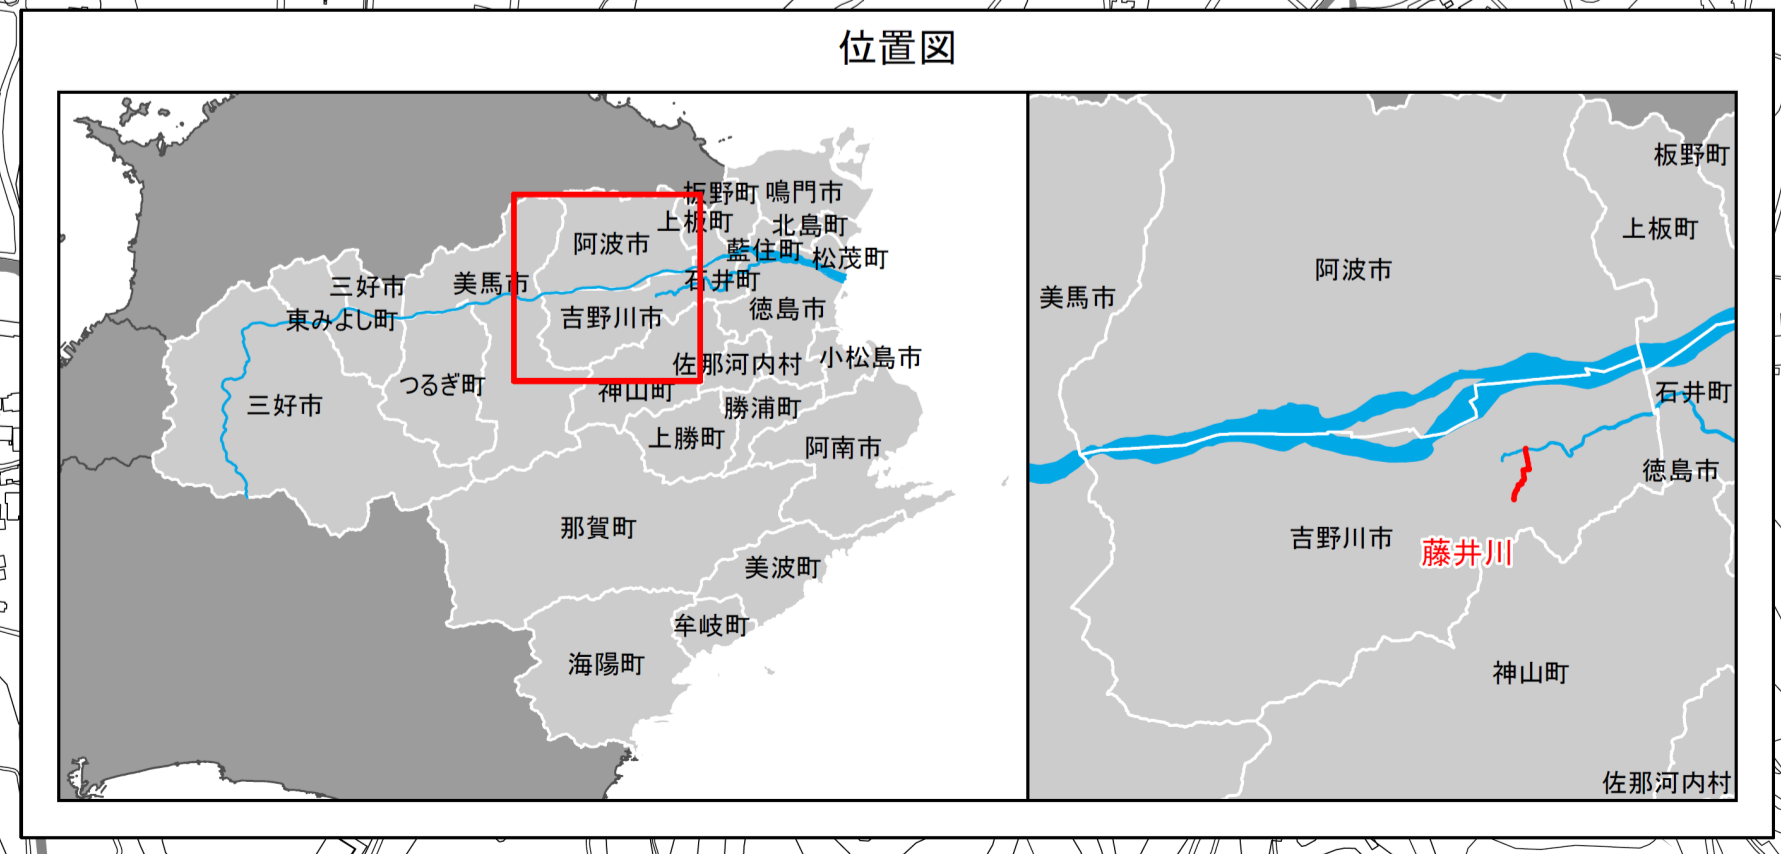 位置図
板野町
鳴門市
上板町
北島町
阿波市
藍住町
松茂町
石井町
美馬市
三好市
東みよし町
吉野川市
徳島市
佐那河内村
小松島市
つるぎ町
三好市
神山町
勝浦町
上勝町
阿南市
那賀町
美波町
牟岐町
海陽町
板野町
上板町
阿波市
美馬市
石井町
徳島市
吉野川市
藤井川
神山町
佐那河内村